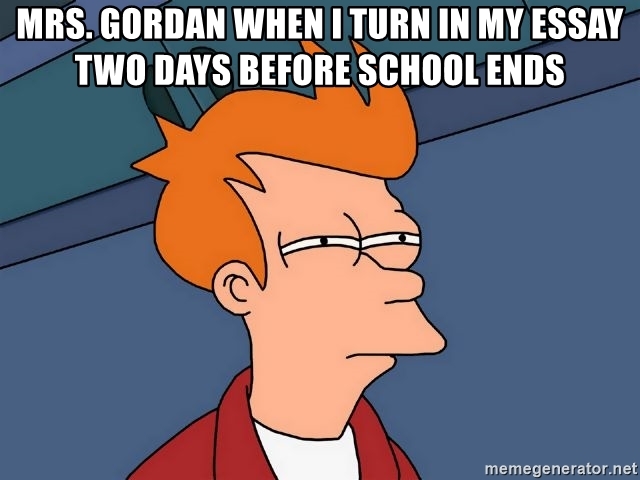 MRS. GORDAN WHEN I TURN IN MY ESSAY
TWO DAYS BEFORE SCHOOL ENDS
memegenerator.net